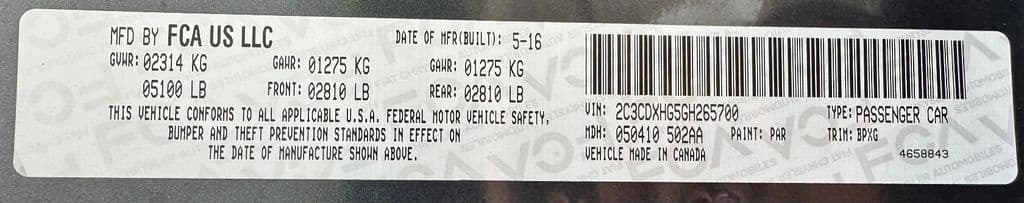 MFD BY FCA US LLC DATE OF MFR(BUILT): 5-16
GVWR: 02314 KG GAWR: 01275 KG GAWR: 01275 KG
05100 LB FRONT: 02810 LB REAR: 02810 LB
THIS VEHICLE CONFORMS TO ALL APPLICABLE U.S.A. FEDERAL MOTOR VEHICLE SAFETY,
BUMPER AND THEFT PREVENTION STANDARDS IN EFFECT ON
THE DATE OF MANUFACTURE SHOWN ABOVE.
VIN: 2C3CDXHG5GH265700 TYPE: PASSENGER CAR
MDH: 050410 502AA PAINT: PAR TRIM: BPXG
VEHICLE MADE IN CANADA 4658843